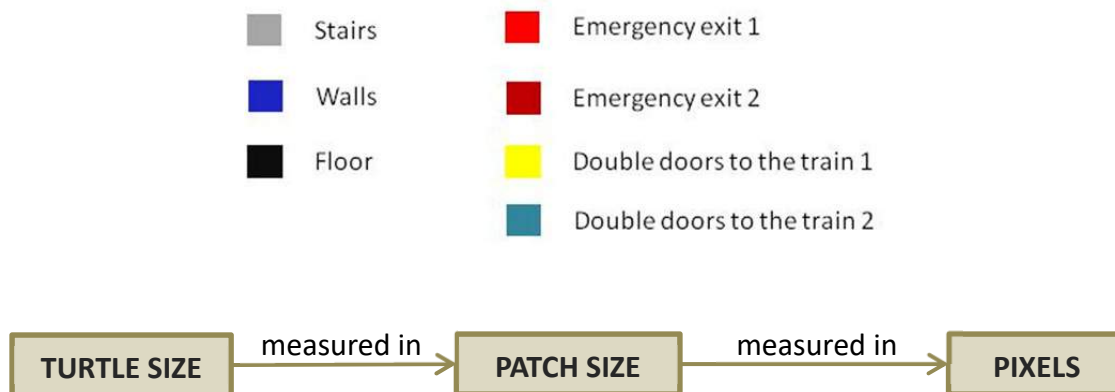 Stairs
Emergency exit 1
Walls
Emergency exit 2
Floor
Double doors to the train 1
Double doors to the train 2
TURTLE SIZE measured in PATCH SIZE measured in PIXELS